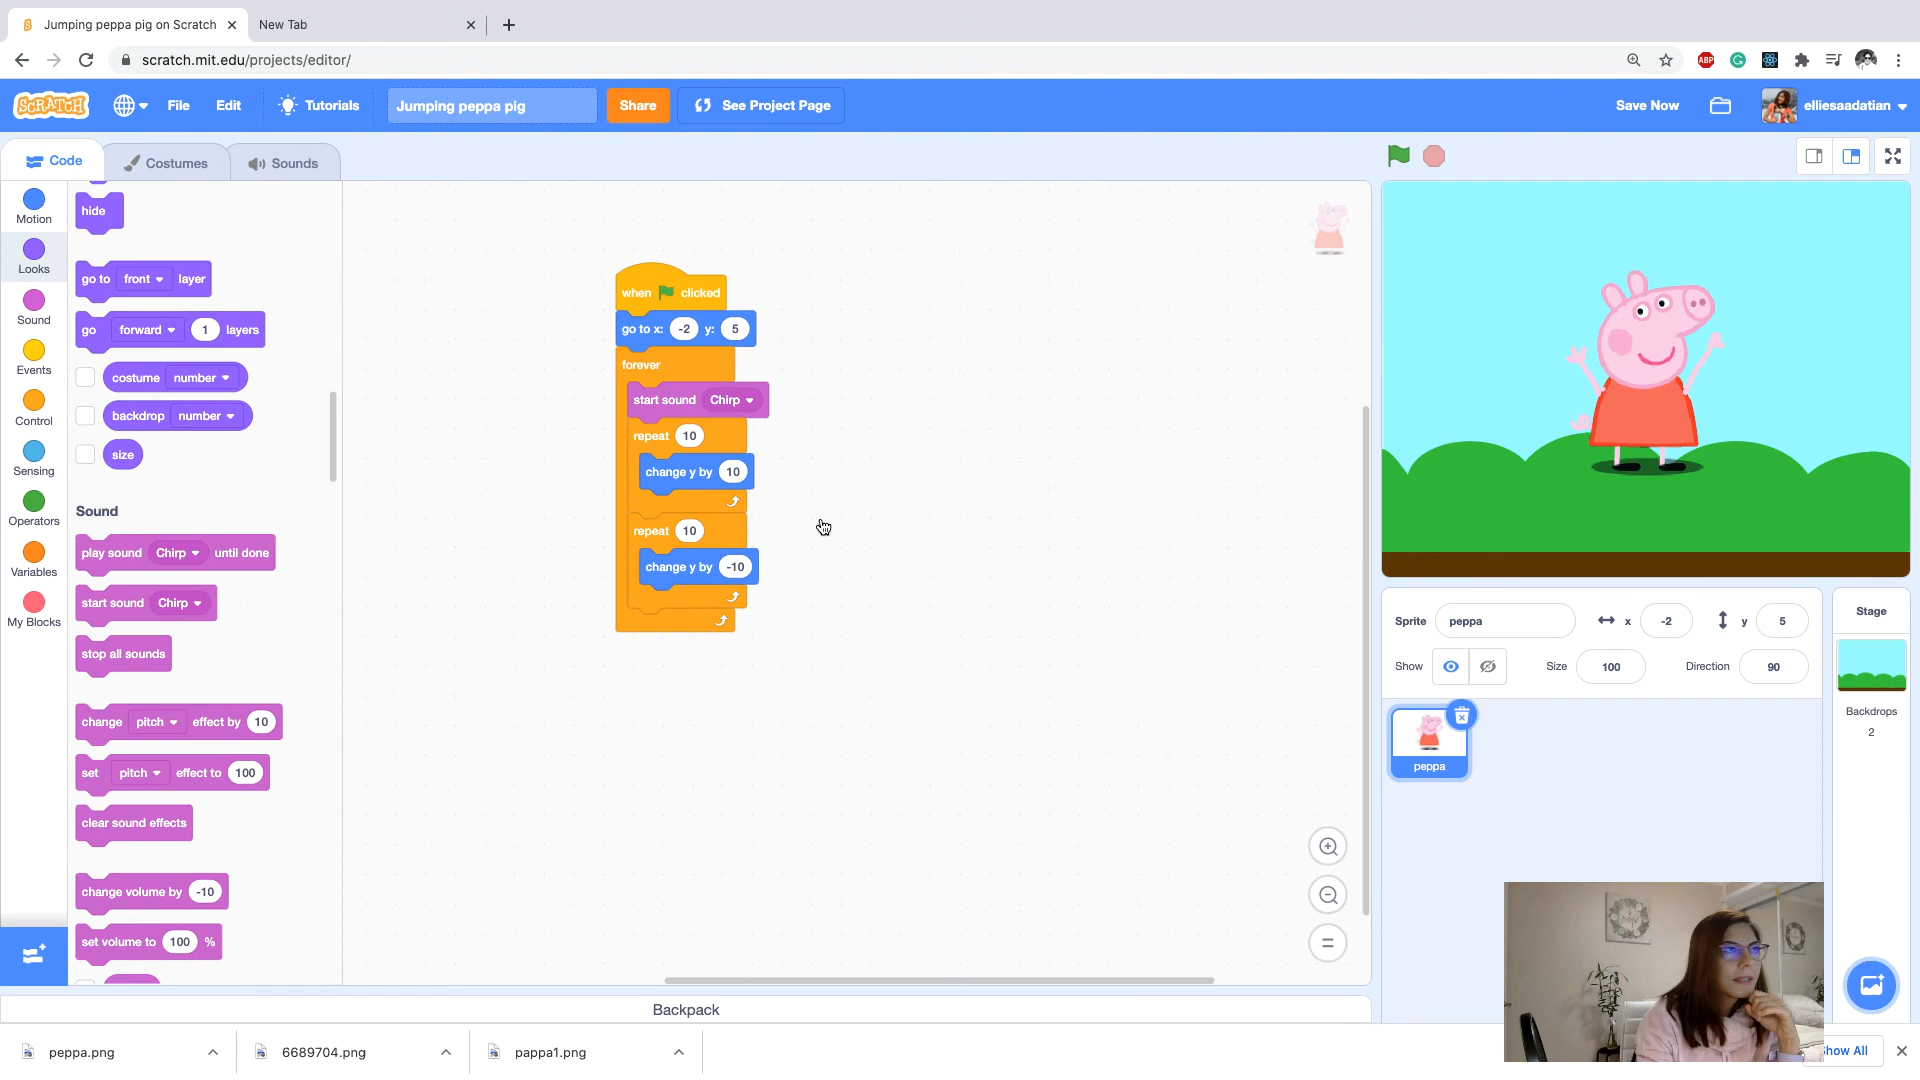 Jumping peppa pig on Scratch
New Tab
scratch.mit.edu/projects/editor/
ABP
SCRATCH
File
Edit
Tutorials
Jumping peppa pig
Share
See Project Page
Save Now
elliesaadatian
Code
Costumes
Sounds
Motion
Looks
Sound
Events
Control
Sensing
Operators
Variables
My Blocks
hide
go to front layer
go forward 1 layers
costume number
backdrop number
size
Sound
play sound Chirp until done
start sound Chirp
stop all sounds
change pitch effect by 10
set pitch effect to 100
clear sound effects
change volume by -10
set volume to 100 %
when clicked
go to x: -2 y: 5
forever
start sound Chirp
repeat 10
change y by 10
repeat 10
change y by -10
Sprite peppa x -2 y 5
Show Size 100 Direction 90
peppa
Stage
Backdrops
2
Backpack
peppa.png
6689704.png
pappa1.png
Show All